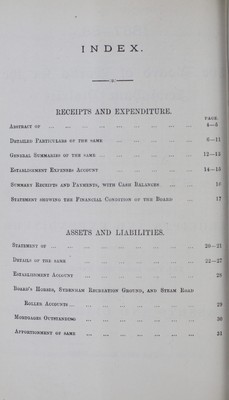 INDEX.
RECEIPTS AND EXPENDITURE.
PAGE
ABSTRACT OF ... 4—5
DETAILED PARTICULARS OF THE SAME ... 6—11
GENERAL SUMMARIES OF THE SAME ... 12—13
ESTABLISHMENT EXPENSES ACCOUNT ... 14—15
SUMMARY RECEIPTS AND PAYMENTS, WITH CASH BALANCES ... 16
STATEMENT SHOWING THE FINANCIAL CONDITION OF THE BOARD ... 17
ASSETS AND LIABILITIES.
STATEMENT OF ... 20—21
DETAILS OF THE SAME ... 22—27
ESTABLISHMENT ACCOUNT ... 28
BOARD'S HORSES, SYDENHAM RECREATION GROUND, AND STEAM ROAD
ROLLER ACCOUNTS ... 29
MORTGAGES OUTSTANDING ... 30
APPORTIONMENT OF SAME ... 31